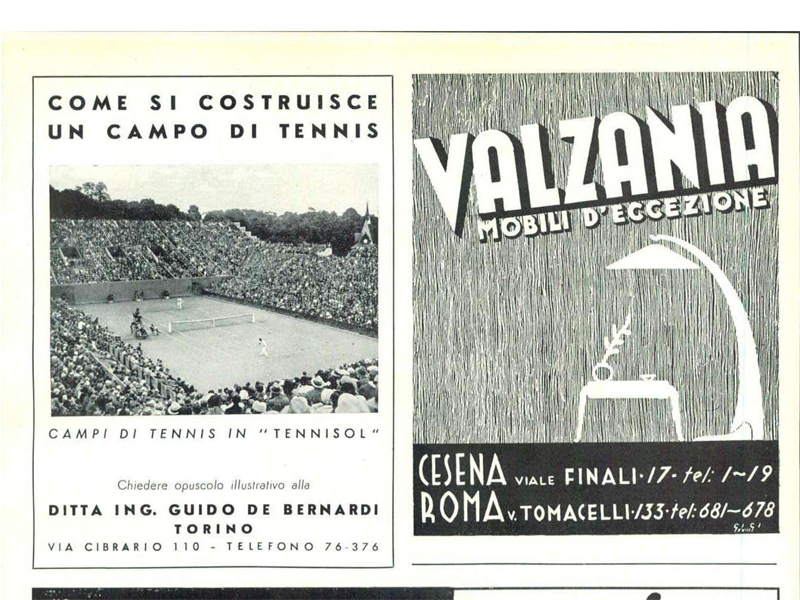 COME SI COSTRUISCE
UN CAMPO DI TENNIS
CAMPI DI TENNIS IN "TENNISOL"
Chiedere opuscolo illustrativo alla
DITTA ING. GUIDO DE BERNARDI
TORINO
VIA CIBRARIO 110 - TELEFONO 76-376
VALZANIA
MOBILI D'ECCEZIONE
CESENA VIALE FINALI·17· tel: 1~19
ROMA V. TOMACELLI·133·tel:681~678